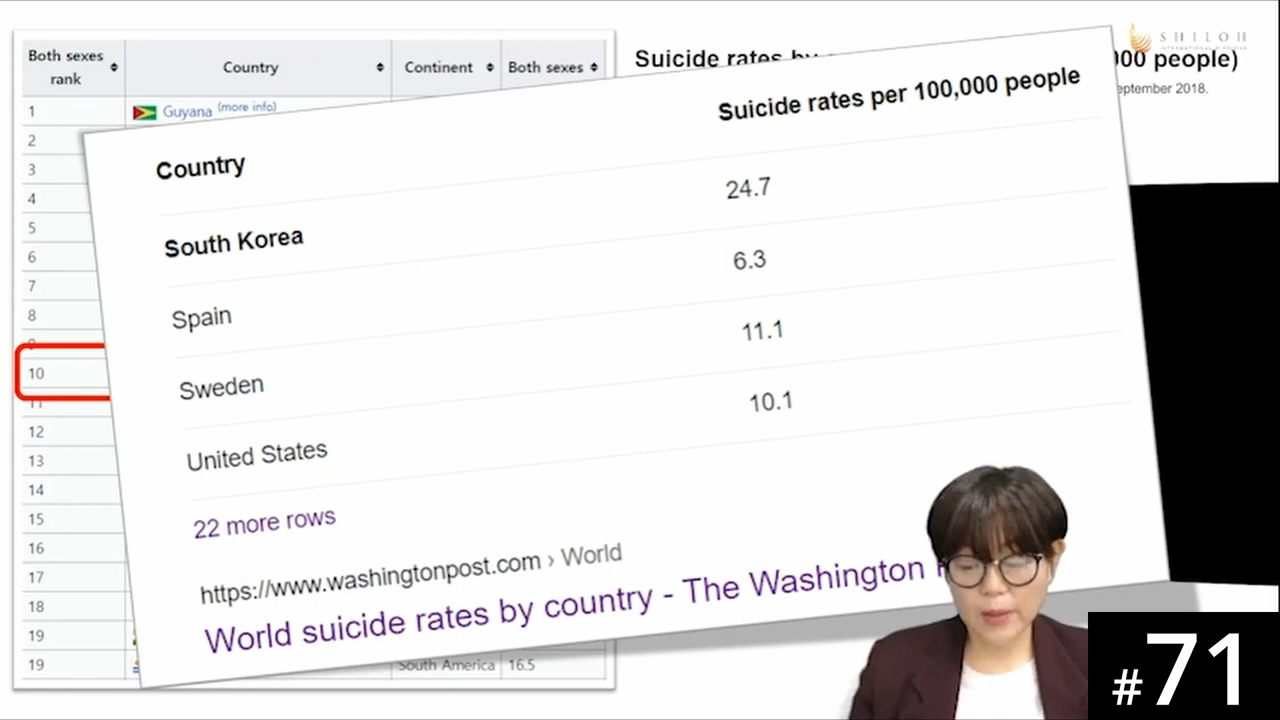 Both sexes
rank
Country
Continent
Both sexes
1
Guyana (more info)
2
3
4
5
6
7
8
9
10
11
12
13
14
15
16
17
18
19
19
South America
16.5
SHILOH
Suicide rates by
000 people)
eptember 2018.
Country
Suicide rates per 100,000 people
South Korea
24.7
Spain
6.3
Sweden
11.1
United States
10.1
22 more rows
https://www.washingtonpost.com › World
World suicide rates by country - The Washington
#71